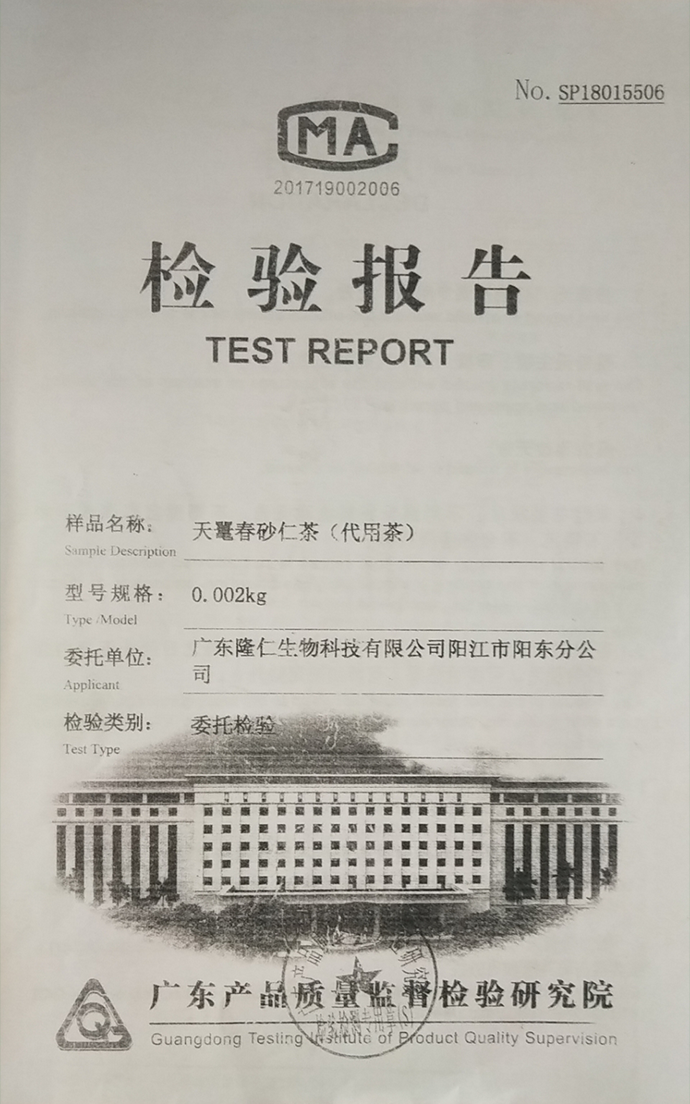 No. SP18015506
CMA
201719002006
检验报告
TEST REPORT
样品名称: 天鼍春砂仁茶（代用茶）
Sample Description
型号规格: 0.002kg
Type /Model
委托单位: 广东隆仁生物科技有限公司阳江市阳东分公
司
Applicant
检验类别: 委托检验
Test Type
广东产品质量监督检验研究院
Guangdong Testing Institute of Product Quality Supervision